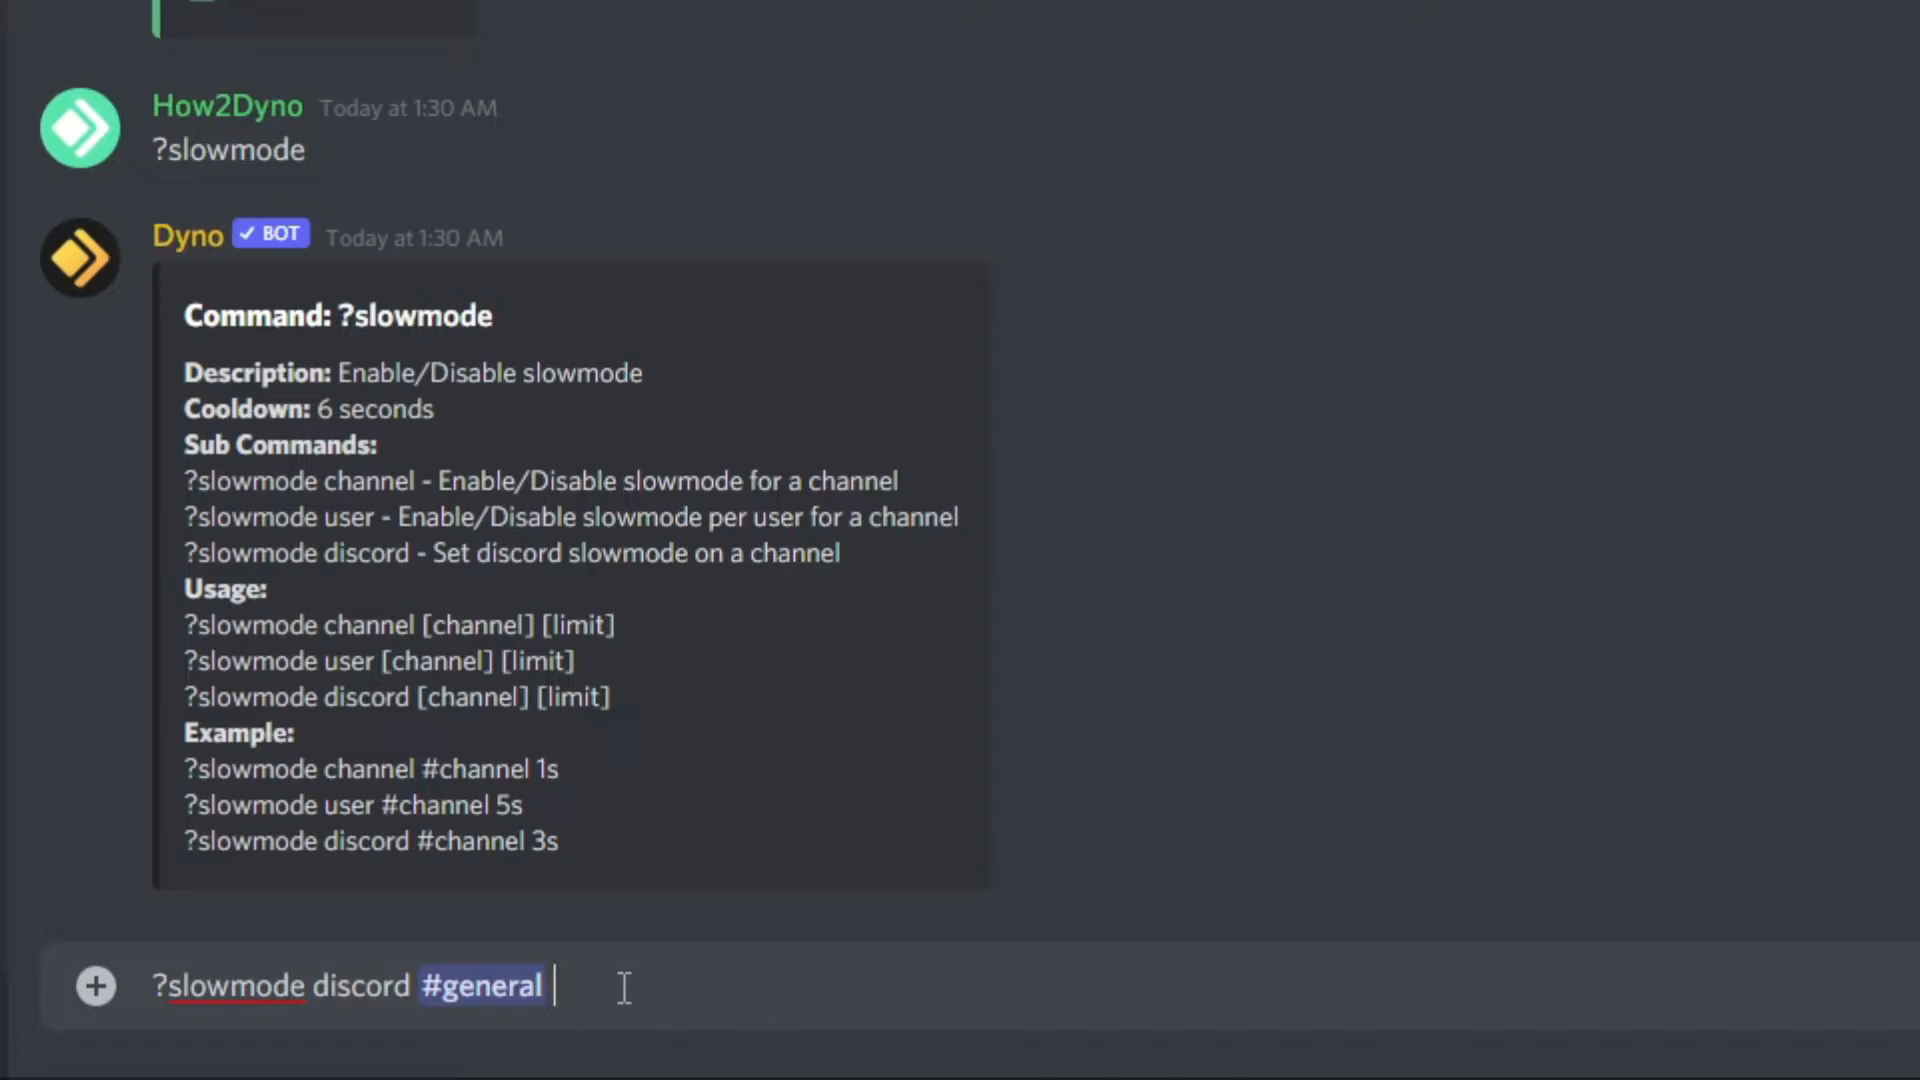 How2Dyno Today at 1:30 AM
?slowmode
Dyno ✓ BOT Today at 1:30 AM
Command: ?slowmode
Description: Enable/Disable slowmode
Cooldown: 6 seconds
Sub Commands:
?slowmode channel - Enable/Disable slowmode for a channel
?slowmode user - Enable/Disable slowmode per user for a channel
?slowmode discord - Set discord slowmode on a channel
Usage:
?slowmode channel [channel] [limit]
?slowmode user [channel] [limit]
?slowmode discord [channel] [limit]
Example:
?slowmode channel #channel 1s
?slowmode user #channel 5s
?slowmode discord #channel 3s
?slowmode discord #general